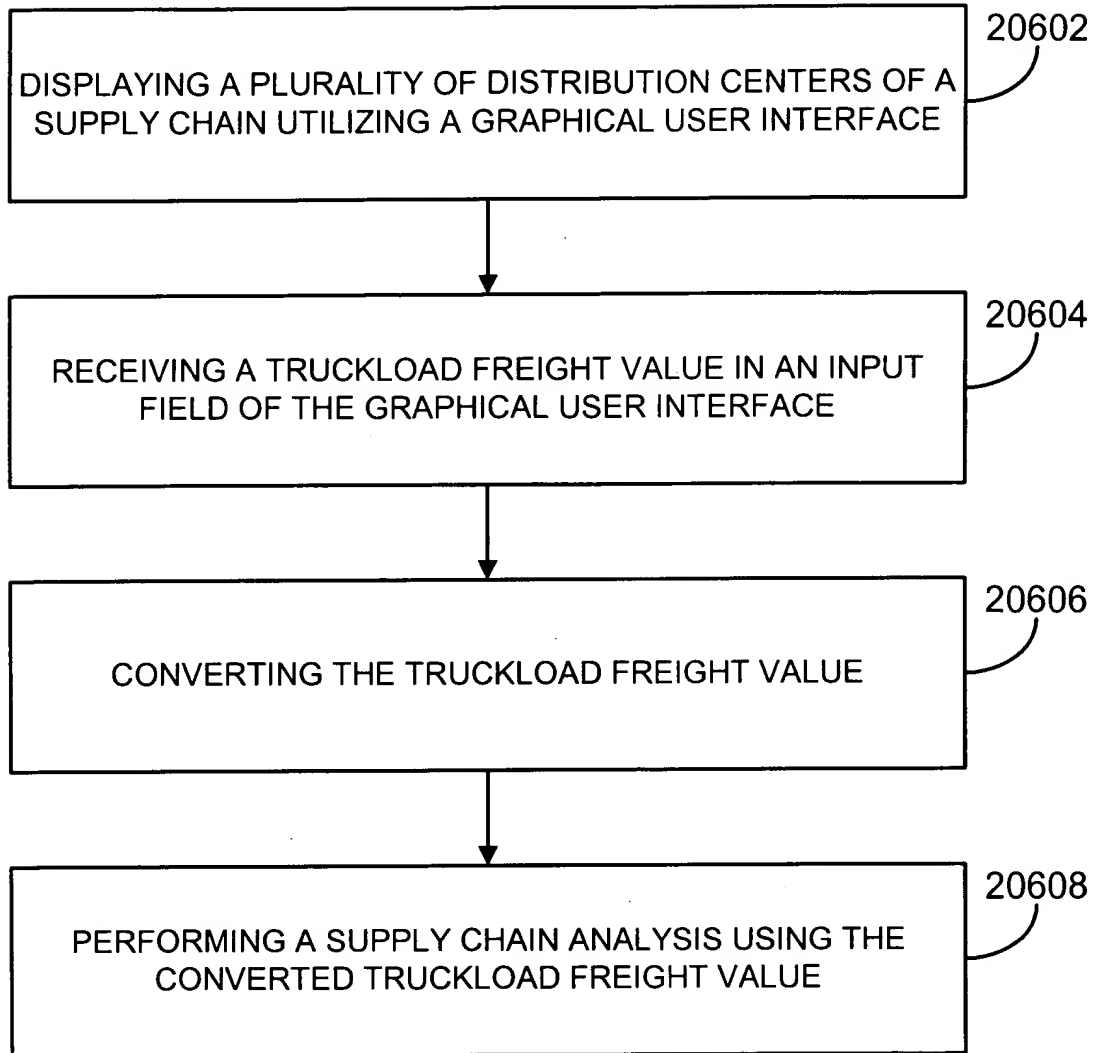 20602
DISPLAYING A PLURALITY OF DISTRIBUTION CENTERS OF A
SUPPLY CHAIN UTILIZING A GRAPHICAL USER INTERFACE
20604
RECEIVING A TRUCKLOAD FREIGHT VALUE IN AN INPUT
FIELD OF THE GRAPHICAL USER INTERFACE
20606
CONVERTING THE TRUCKLOAD FREIGHT VALUE
20608
PERFORMING A SUPPLY CHAIN ANALYSIS USING THE
CONVERTED TRUCKLOAD FREIGHT VALUE